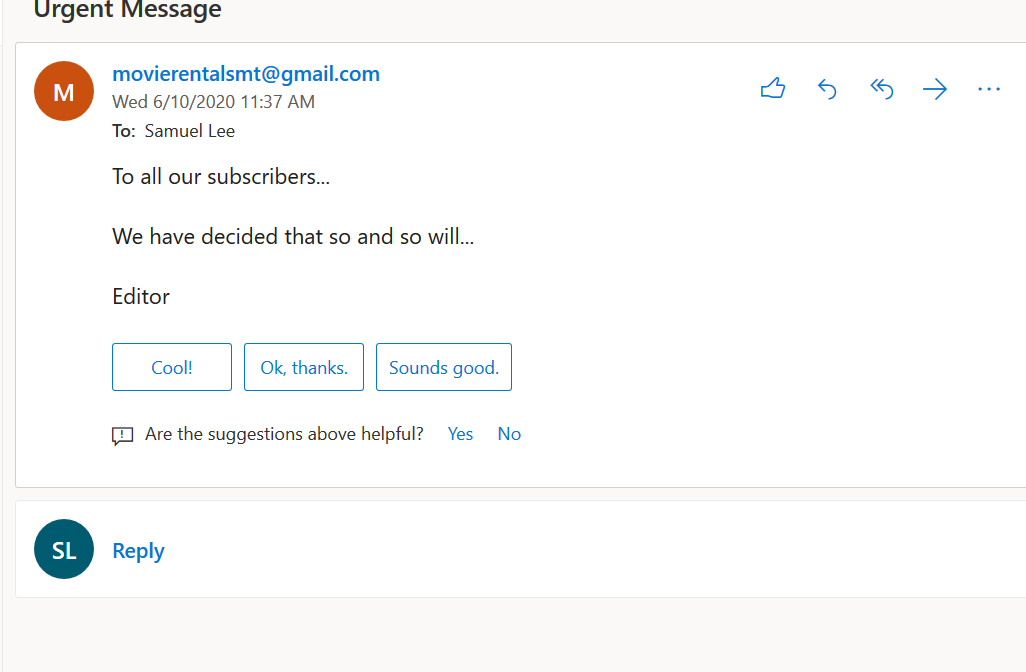 Urgent Message
M
movierentalsmt@gmail.com
Wed 6/10/2020 11:37 AM
To: Samuel Lee
To all our subscribers...
We have decided that so and so will...
Editor
Cool! Ok, thanks. Sounds good.
Are the suggestions above helpful? Yes No
SL Reply